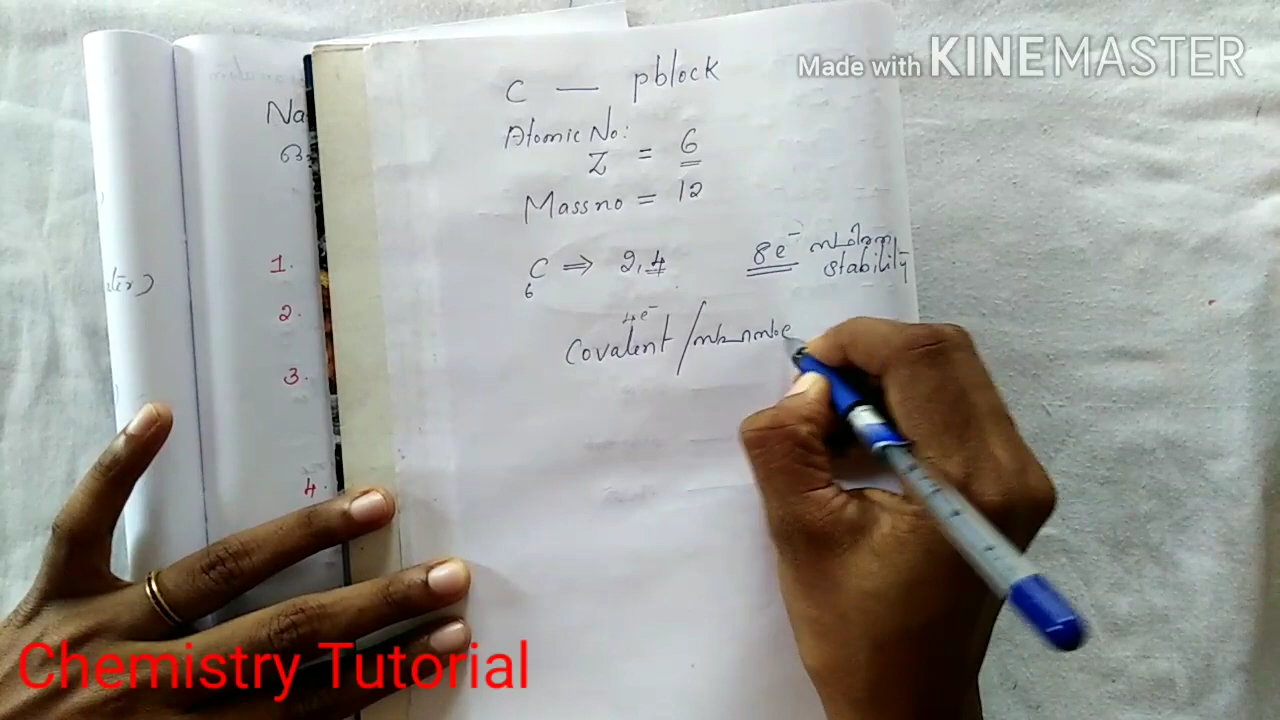 Made with KINEMASTER
C — pblock
Atomic No:
Z = 6
Mass no = 12
C ⇒ 2,4
6
8e⁻
stability
4e⁻
Covalent /
Na
1.
2.
3.
4.
Chemistry Tutorial